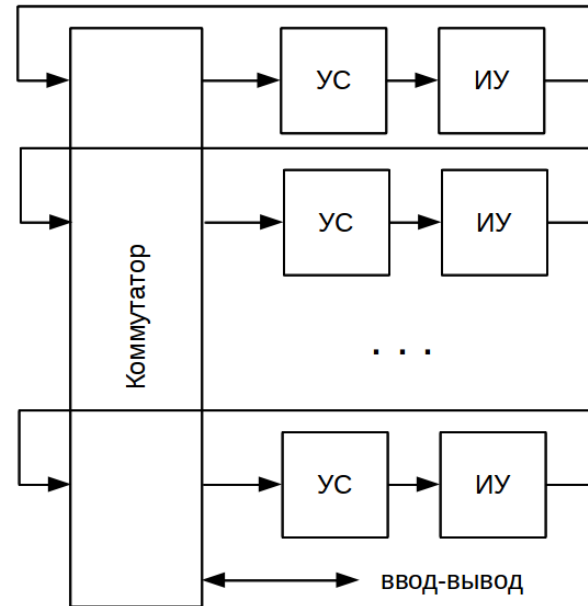 УС ИУ
УС ИУ
Коммутатор
. . .
УС ИУ
ввод-вывод